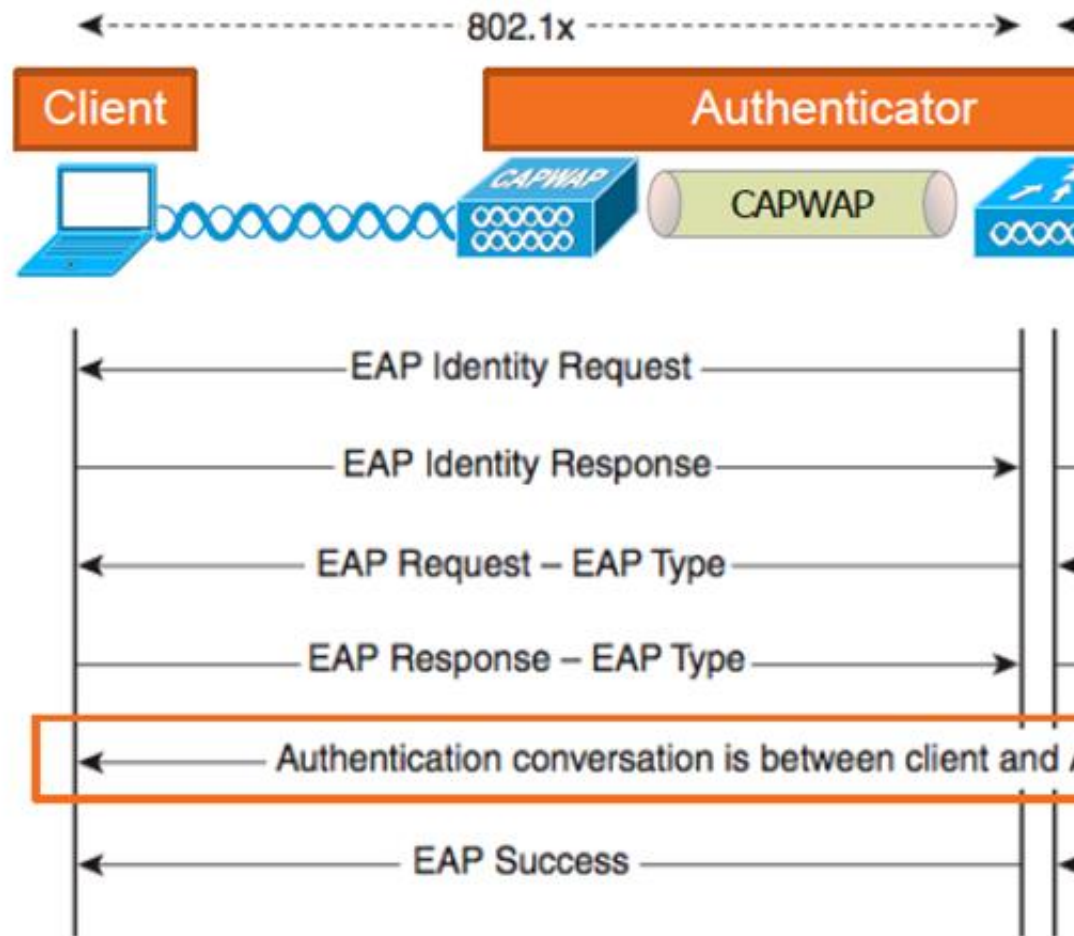 802.1x
Client
Authenticator
CAPWAP
CAPWAP
EAP Identity Request
EAP Identity Response
EAP Request – EAP Type
EAP Response – EAP Type
Authentication conversation is between client and
EAP Success